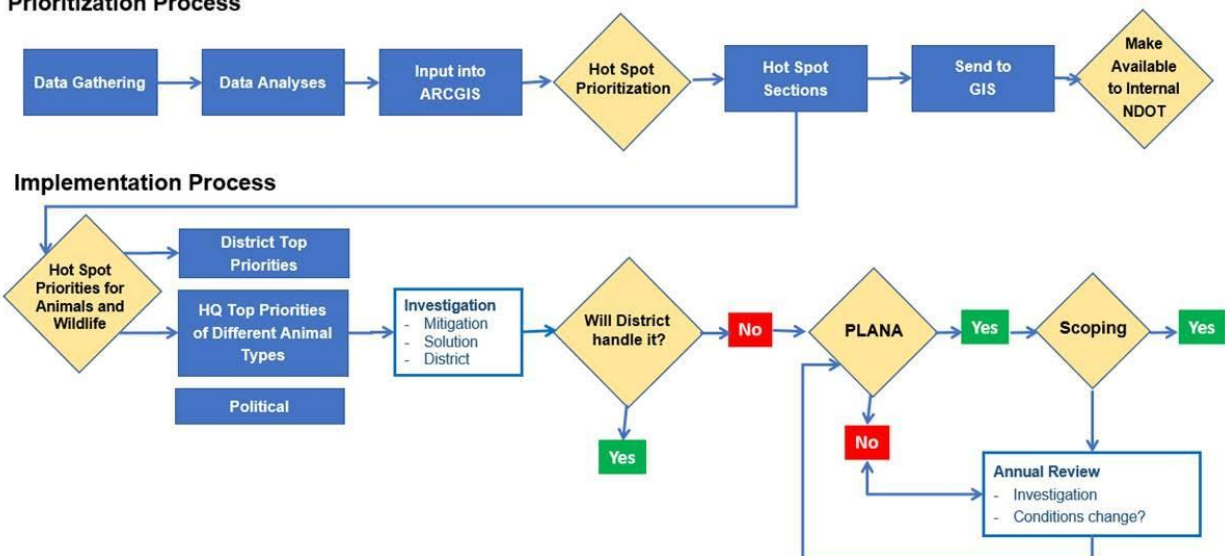 Prioritization Process
Data Gathering
Data Analyses
Input into
ARCGIS
Hot Spot
Prioritization
Hot Spot
Sections
Send to
GIS
Make
Available
to Internal
NDOT
Implementation Process
Hot Spot
Priorities for
Animals and
Wildlife
District Top
Priorities
HQ Top Priorities
of Different Animal
Types
Political
Investigation
- Mitigation
- Solution
- District
Will District
handle it?
Yes
No
PLANA
No
Yes
Scoping
Yes
Annual Review
- Investigation
- Conditions change?